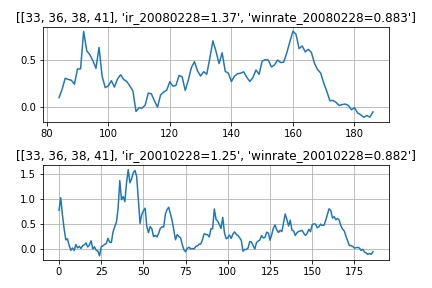 [[33, 36, 38, 41], 'ir_20080228=1.37', 'winrate_20080228=0.883']
0.5
0.0
80 100 120 140 160 180
[[33, 36, 38, 41], 'ir_20010228=1.25', 'winrate_20010228=0.882']
1.5
1.0
0.5
0.0
0 25 50 75 100 125 150 175